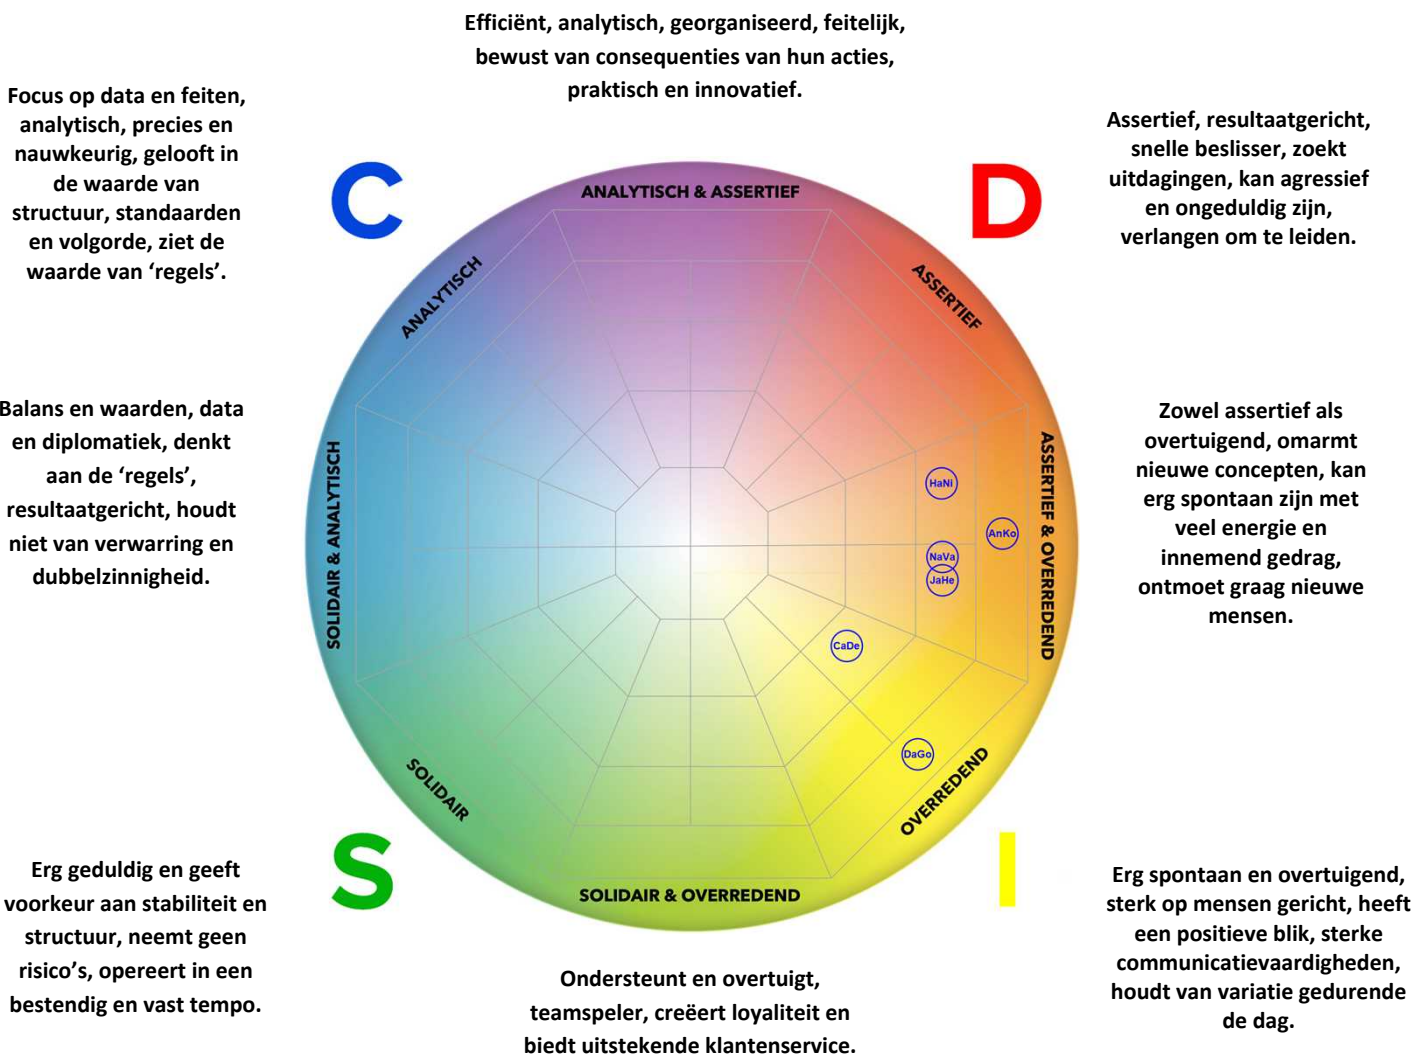 Efficiënt, analytisch, georganiseerd, feitelijk,
bewust van consequenties van hun acties,
praktisch en innovatief.
Focus op data en feiten,
analytisch, precies en
nauwkeurig, gelooft in
de waarde van
structuur, standaarden
en volgorde, ziet de
waarde van ‘regels’.
C
D
Assertief, resultaatgericht,
snelle beslisser, zoekt
uitdagingen, kan agressief
en ongeduldig zijn,
verlangen om te leiden.
ANALYTISCH & ASSERTIEF
ANALYTISCH
ASSERTIEF
Balans en waarden, data
en diplomatiek, denkt
aan de ‘regels’,
resultaatgericht, houdt
niet van verwarring en
dubbelzinnigheid.
SOLIDAIR & ANALYTISCH
ASSERTIEF & OVERREDEND
Zowel assertief als
overtuigend, omarmt
nieuwe concepten, kan
erg spontaan zijn met
veel energie en
innemend gedrag,
ontmoet graag nieuwe
mensen.
HaNi
AnKo
NaVa
JaHe
CaDe
DaGo
SOLIDAIR
OVERREDEND
SOLIDAIR & OVERREDEND
S
I
Erg geduldig en geeft
voorkeur aan stabiliteit en
structuur, neemt geen
risico’s, opereert in een
bestendig en vast tempo.
Ondersteunt en overtuigt,
teamspeler, creëert loyaliteit en
biedt uitstekende klantenservice.
Erg spontaan en overtuigend,
sterk op mensen gericht, heeft
een positieve blik, sterke
communicatievaardigheden,
houdt van variatie gedurende
de dag.